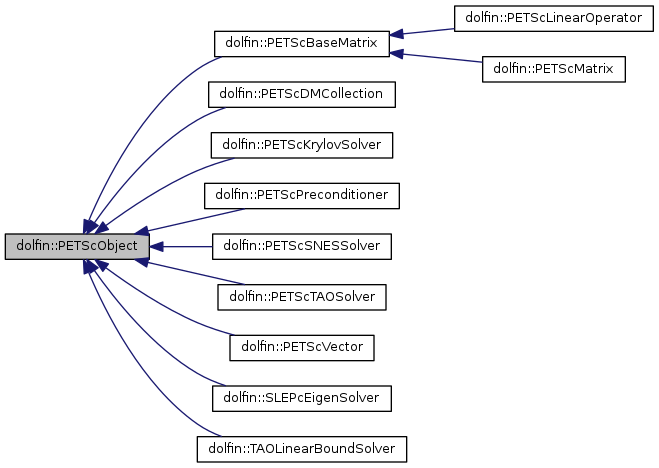 dolfin::PETScLinearOperator
dolfin::PETScBaseMatrix
dolfin::PETScMatrix
dolfin::PETScDMCollection
dolfin::PETScKrylovSolver
dolfin::PETScPreconditioner
dolfin::PETScObject
dolfin::PETScSNESSolver
dolfin::PETScTAOSolver
dolfin::PETScVector
dolfin::SLEPcEigenSolver
dolfin::TAOLinearBoundSolver